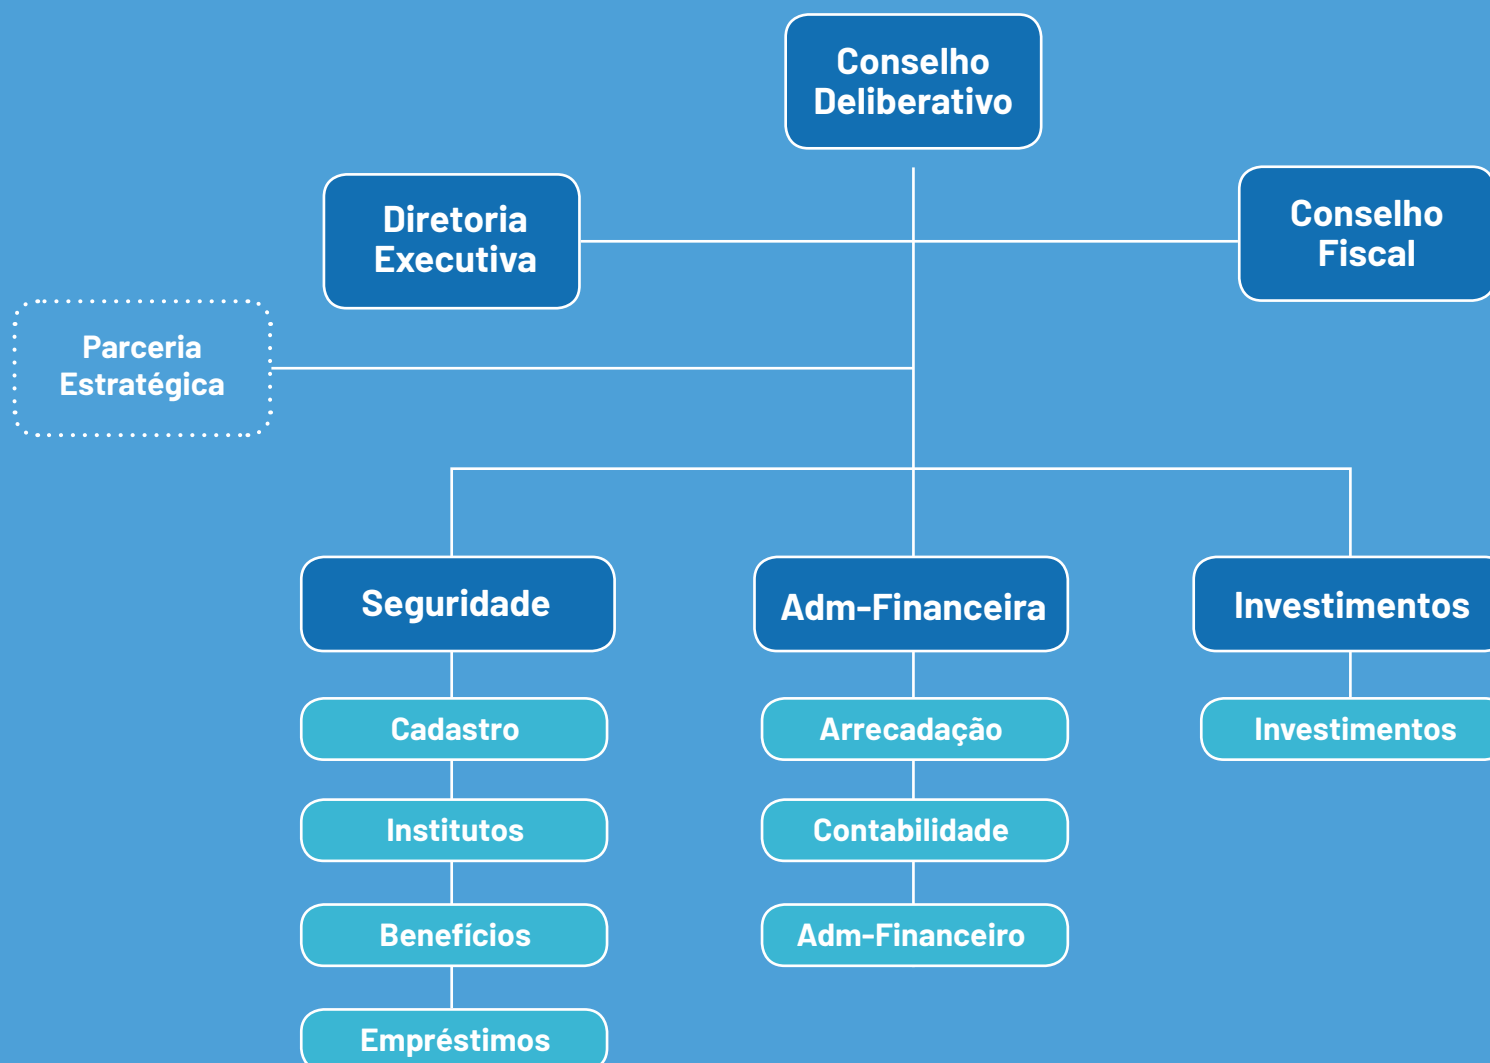 Conselho
Deliberativo
Diretoria
Executiva
Conselho
Fiscal
Parceria
Estratégica
Seguridade
Adm-Financeira
Investimentos
Cadastro
Arrecadação
Investimentos
Institutos
Contabilidade
Benefícios
Adm-Financeiro
Empréstimos